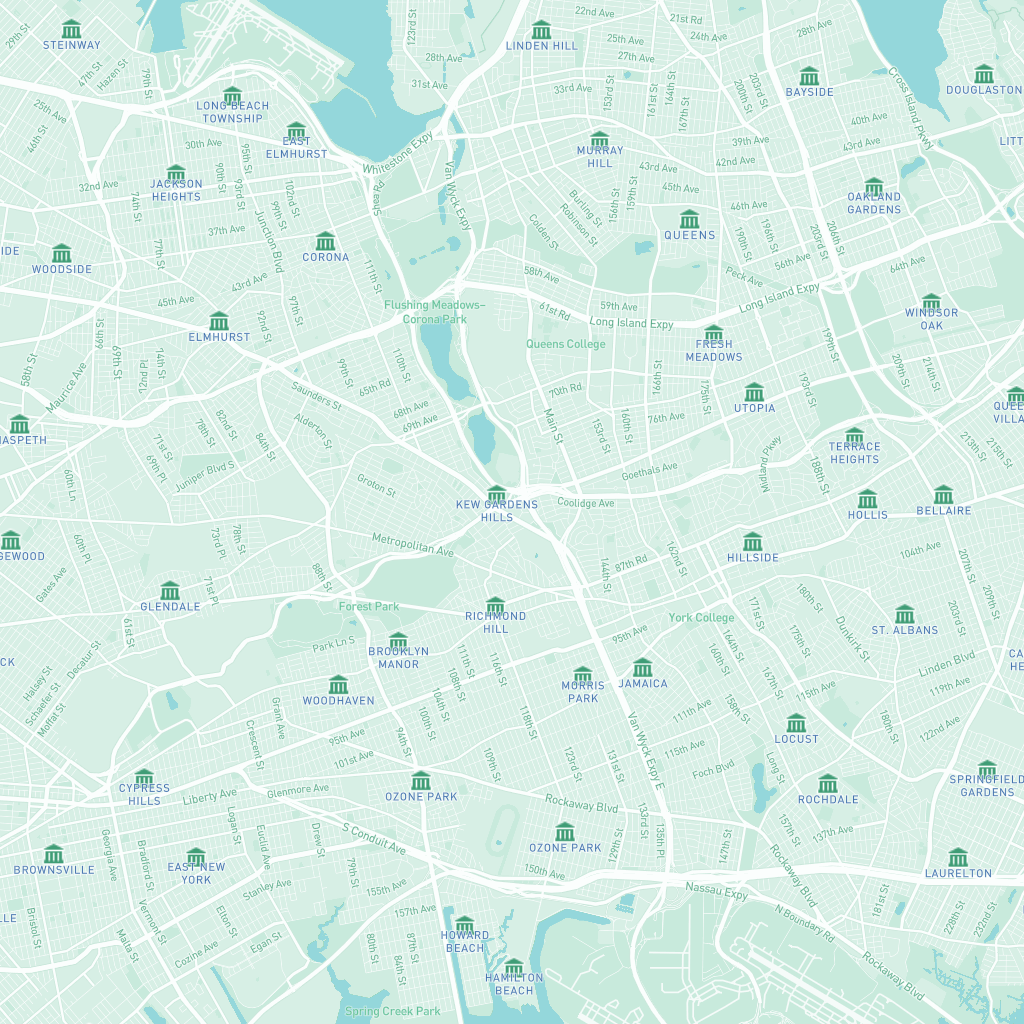 29th St
STEINWAY
47th St
Hazen St
79th St
123rd St
28th Ave
31st Ave
LINDEN HILL
22nd Ave
21st Rd
24th Ave
25th Ave
27th Ave
28th Ave
33rd Ave
153rd St
161st St
164th St
167th St
200th St
203rd St
BAYSIDE
Cross Island Pkwy
DOUGLASTON
25th Ave
46th St
LONG BEACH
TOWNSHIP
EAST
ELMHURST
30th Ave
Whitestone Expy
MURRAY
HILL
43rd Ave
42nd Ave
39th Ave
40th Ave
43rd Ave
LITT
32nd Ave
JACKSON
HEIGHTS
74th St
90th St
95th St
93rd St
102nd St
99th St
Junction Blvd
37th Ave
77th St
CORONA
111th St
Van Wyck Expy
Colden St
Burling St
Robinson St
156th St
159th St
45th Ave
46th Ave
QUEENS
190th St
196th St
56th Ave
203rd St
206th St
OAKLAND
GARDENS
IDE
WOODSIDE
43rd Ave
45th Ave
97th St
92nd St
ELMHURST
Flushing Meadows–
Corona Park
58th Ave
59th Ave
61st Rd
Long Island Expy
Peck Ave
Long Island Expy
64th Ave
WINDSOR
OAK
Queens College
FRESH
MEADOWS
199th St
209th St
214th St
58th St
Maurice Ave
66th St
69th St
12nd Pl
14th St
99th St
110th St
65th Rd
68th Ave
69th Ave
70th Rd
Main St
153rd St
160th St
166th St
175th St
76th Ave
UTOPIA
193rd St
QUEE
VILLA
Saunders St
Alderton St
ASPETH
71st St
78th St
82nd St
84th St
69th Pl
Juniper Blvd S
60th Ln
Groton St
Goethals Ave
Midland Pkwy
188th St
TERRACE
HEIGHTS
213th St
215th St
KEW GARDENS
HILLS
Coolidge Ave
HOLLIS
BELLAIRE
GEWOOD
60th Pl
73rd Pl
78th St
88th St
Metropolitan Ave
Gates Ave
71st Pl
GLENDALE
144th St
87th Rd
162nd St
HILLSIDE
104th Ave
207th St
209th St
Forest Park
Park Ln S
RICHMOND
HILL
95th Ave
York College
171st St
164th St
180th St
175th St
Dunkirk St
ST. ALBANS
203rd St
61st St
BROOKLYN
MANOR
111th St
116th St
108th St
104th St
100th St
94th St
CK
Decatur St
Halsey St
Schaefer St
Moffat St
WOODHAVEN
MORRIS
PARK
JAMAICA
160th St
158th St
167th St
115th Ave
Linden Blvd
119th Ave
CA
HE
Grant Ave
Crescent St
95th Ave
101st Ave
118th St
Van Wyck Expy E
111th Ave
115th Ave
Foch Blvd
LOCUST
Long St
180th St
122nd Ave
CYPRESS
HILLS
Liberty Ave
Glenmore Ave
OZONE PARK
109th St
123rd St
131st St
133rd St
135th Pl
Rockaway Blvd
ROCHDALE
157th St
137th Ave
SPRINGFIELD
GARDENS
Georgia Ave
Bradford St
Logan St
Euclid Ave
Drew St
S Conduit Ave
79th St
OZONE PARK
129th St
147th St
150th Ave
BROWNSVILLE
EAST NEW
YORK
Stanley Ave
155th Ave
157th Ave
Nassau Expy
Rockaway Blvd
N Boundary Rd
LAURELTON
181st St
228th St
232nd St
LLE
Bristol St
Vermont St
Malta St
Elton St
Cozine Ave
Egan St
80th St
87th St
84th St
HOWARD
BEACH
HAMILTON
BEACH
Spring Creek Park
Rockaway Blvd